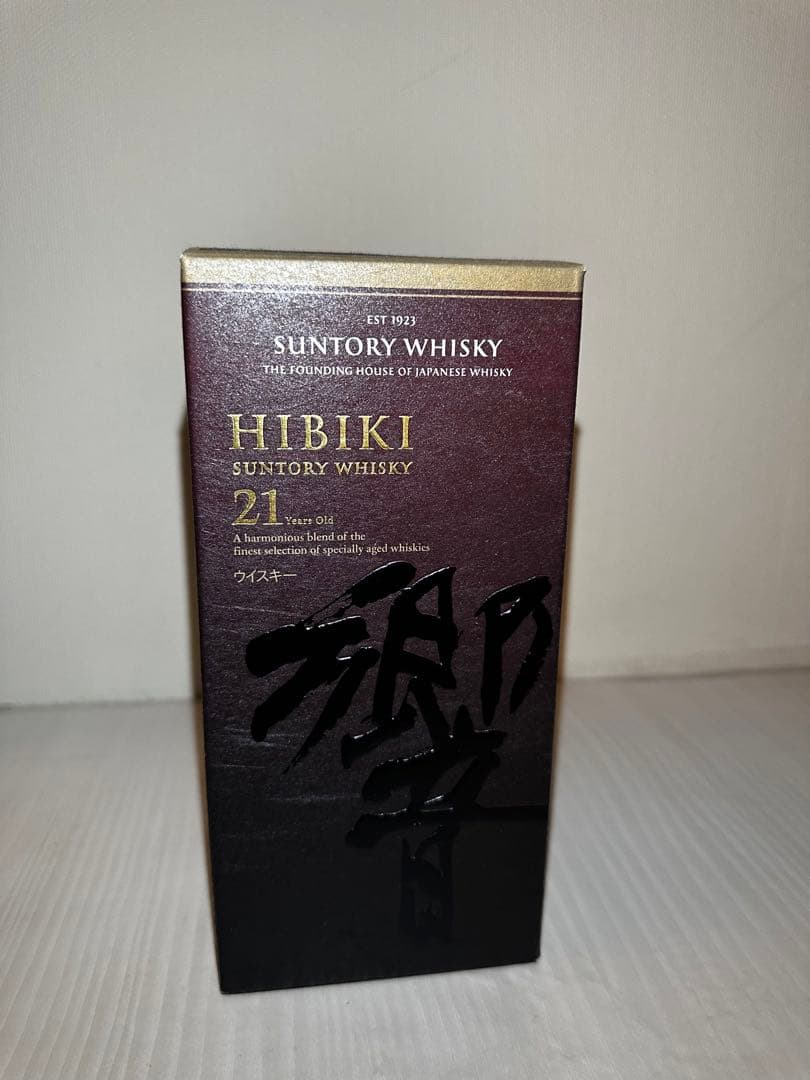 EST 1923
SUNTORY WHISKY
THE FOUNDING HOUSE OF JAPANESE WHISKY
HIBIKI
SUNTORY WHISKY
21 Years Old
A harmonious blend of the
finest selection of specially aged whiskies
ウイスキー
響